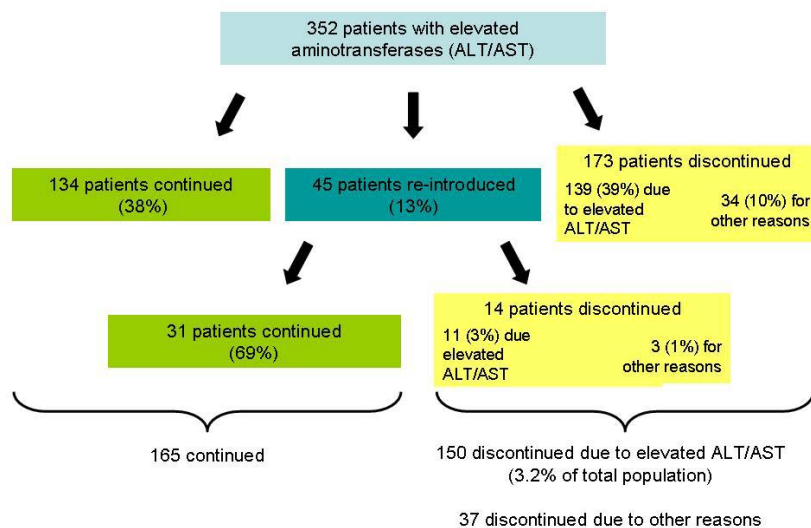 352 patients with elevated
aminotransferases (ALT/AST)
134 patients continued
(38%)
45 patients re-introduced
(13%)
173 patients discontinued
139 (39%) due
to elevated
ALT/AST
34 (10%) for
other reasons
31 patients continued
(69%)
14 patients discontinued
11 (3%) due
elevated
ALT/AST
3 (1%) for
other reasons
165 continued
150 discontinued due to elevated ALT/AST
(3.2% of total population)
37 discontinued due to other reasons